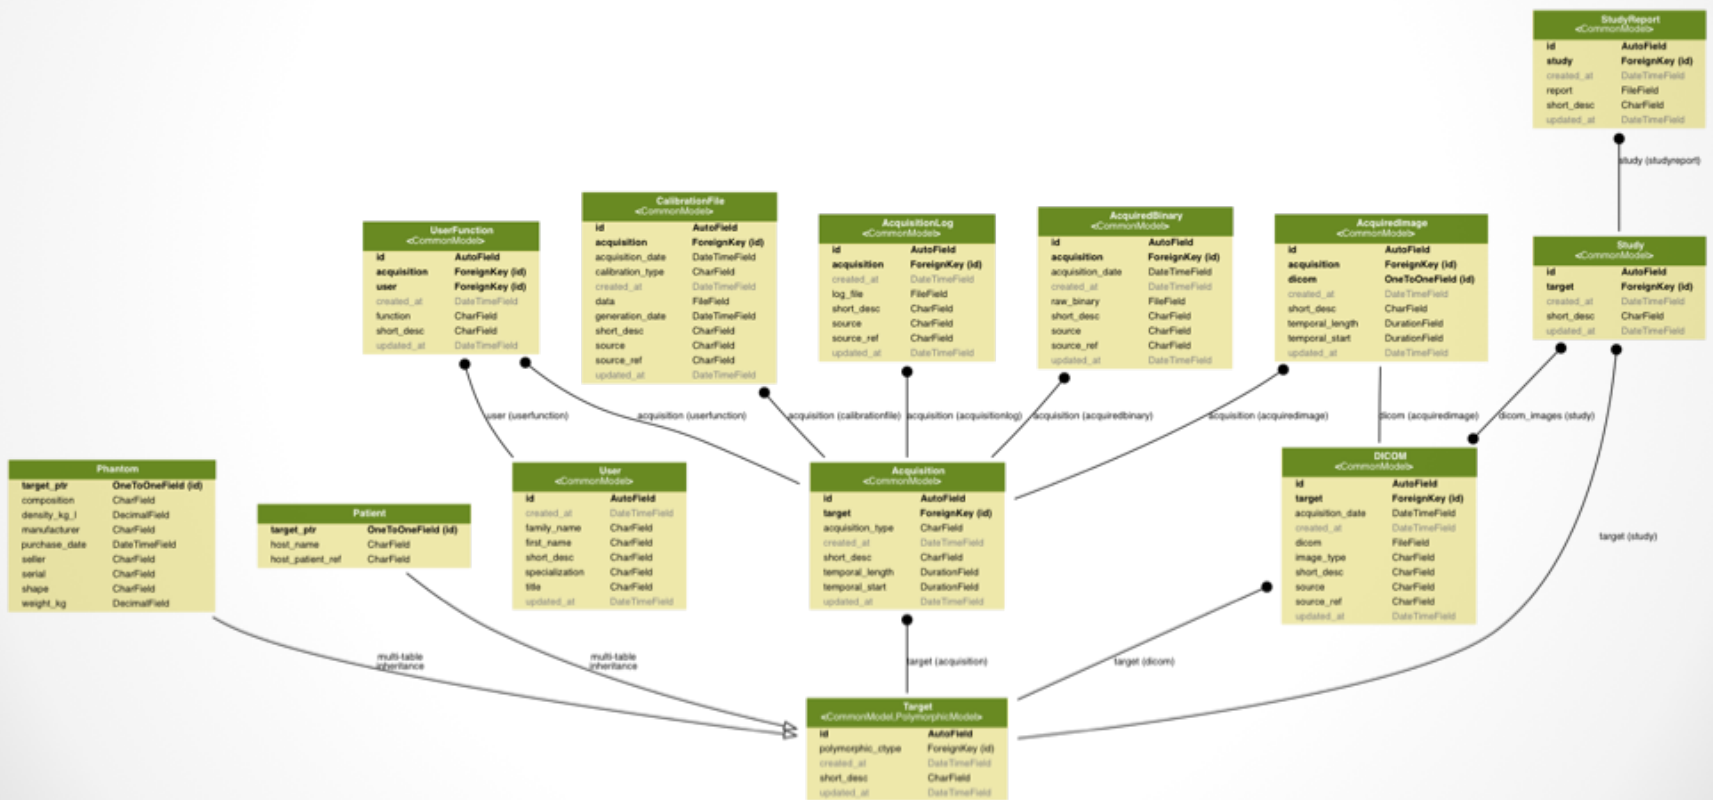 StudyReport
<CommonModel>
id AutoField
study ForeignKey (id)
created_at DateTimeField
report FileField
short_desc CharField
updated_at DateTimeField
study (studyreport)
UserFunction
<CommonModel>
id AutoField
acquisition ForeignKey (id)
user ForeignKey (id)
created_at DateTimeField
function CharField
short_desc CharField
updated_at DateTimeField
CalibrationFile
<CommonModel>
id AutoField
acquisition ForeignKey (id)
acquisition_date DateTimeField
calibration_type CharField
created_at DateTimeField
data FileField
generation_date DateTimeField
short_desc CharField
source CharField
source_ref CharField
updated_at DateTimeField
AcquisitionLog
<CommonModel>
id AutoField
acquisition ForeignKey (id)
created_at DateTimeField
log_file FileField
short_desc CharField
source CharField
source_ref CharField
updated_at DateTimeField
AcquiredBinary
<CommonModel>
id AutoField
acquisition ForeignKey (id)
acquisition_date DateTimeField
created_at DateTimeField
raw_binary FileField
short_desc CharField
source CharField
source_ref CharField
updated_at DateTimeField
AcquiredImage
<CommonModel>
id AutoField
acquisition ForeignKey (id)
dicom OneToOneField (id)
created_at DateTimeField
short_desc CharField
temporal_length DurationField
temporal_start DurationField
updated_at DateTimeField
Study
<CommonModel>
id AutoField
target ForeignKey (id)
created_at DateTimeField
short_desc CharField
updated_at DateTimeField
user (userfunction)
acquisition (userfunction)
acquisition (calibrationfile)
acquisition (acquisitionlog)
acquisition (acquiredbinary)
acquisition (acquiredimage)
dicom (acquiredimage)
dicom_images (study)
Phantom
target_ptr OneToOneField (id)
composition CharField
density_kg_l DecimalField
manufacturer CharField
purchase_date DateTimeField
seller CharField
serial CharField
shape CharField
weight_kg DecimalField
Patient
target_ptr OneToOneField (id)
host_name CharField
host_patient_ref CharField
User
<CommonModel>
id AutoField
created_at DateTimeField
family_name CharField
first_name CharField
short_desc CharField
specialization CharField
title CharField
updated_at DateTimeField
Acquisition
<CommonModel>
id AutoField
target ForeignKey (id)
acquisition_type CharField
created_at DateTimeField
short_desc CharField
temporal_length DurationField
temporal_start DurationField
updated_at DateTimeField
DICOM
<CommonModel>
id AutoField
target ForeignKey (id)
acquisition_date DateTimeField
created_at DateTimeField
dicom FileField
image_type CharField
short_desc CharField
source CharField
source_ref CharField
updated_at DateTimeField
target (study)
multi-table
inheritance
multi-table
inheritance
target (acquisition)
target (dicom)
Target
<CommonModel,PolymorphicModel>
id AutoField
polymorphic_ctype ForeignKey (id)
created_at DateTimeField
short_desc CharField
updated_at DateTimeField